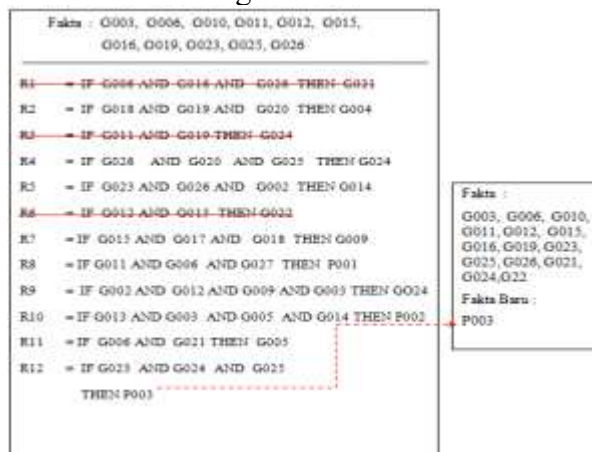 Fakta : G003, G006, G010, G011, G012, G015,
G016, G019, G023, G025, G026
R1 = IF G006 AND G016 AND G026 THEN G021
R2 = IF G018 AND G019 AND G020 THEN G004
R3 = IF G011 AND G019 THEN G024
R4 = IF G026 AND G020 AND G025 THEN G024
R5 = IF G023 AND G026 AND G002 THEN G014
R6 = IF G012 AND G015 THEN G022
R7 = IF G015 AND G017 AND G018 THEN G009
R8 = IF G011 AND G006 AND G027 THEN P001
R9 = IF G002 AND G012 AND G009 AND G003 THEN GO24
R10 = IF G013 AND G003 AND G005 AND G014 THEN P002
R11 = IF G006 AND G021 THEN G005
R12 = IF G023 AND G024 AND G025
THEN P003
Fakta :
G003, G006, G010,
G011, G012, G015,
G016, G019, G023,
G025, G026, G021,
G024,G22
Fakta Baru :
P003